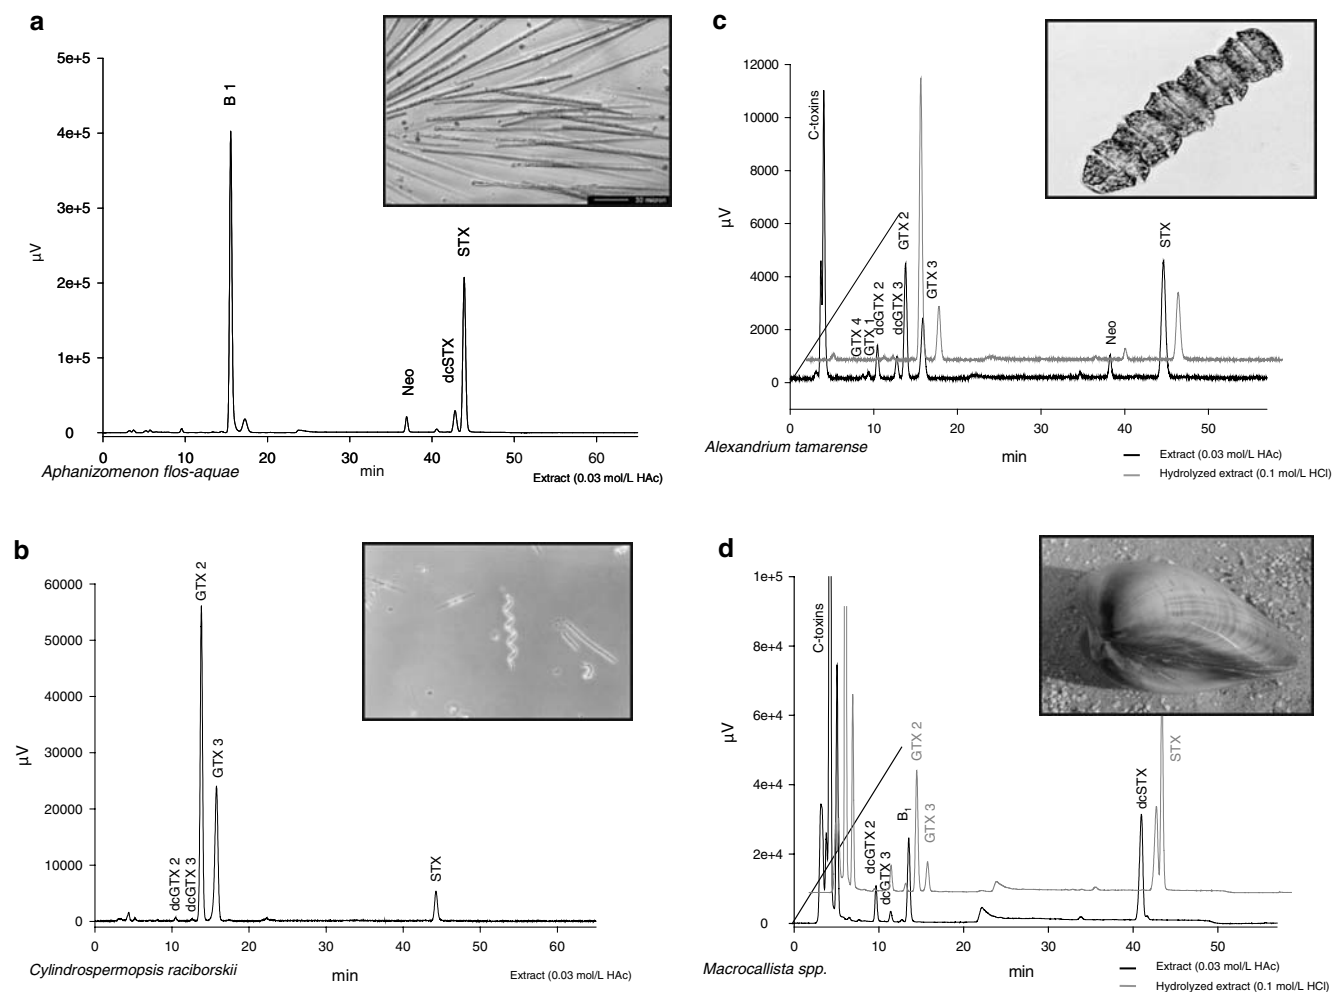 a
5e+5
4e+5
3e+5
2e+5
1e+5
0
µV
B 1
Neo
dcSTX
STX
30 micron
0 10 20 30 40 50 60
Aphanizomenon flos-aquae
min
Extract (0.03 mol/L HAc)
c
12000
10000
8000
6000
4000
2000
0
µV
C-toxins
GTX 4
GTX 1
dcGTX 2
dcGTX 3
GTX 2
GTX 3
Neo
STX
0 10 20 30 40 50
Alexandrium tamarense
min
Extract (0.03 mol/L HAc)
Hydrolyzed extract (0.1 mol/L HCl)
b
60000
50000
40000
30000
20000
10000
0
µV
dcGTX 2
dcGTX 3
GTX 2
GTX 3
STX
0 10 20 30 40 50 60
Cylindrospermopsis raciborskii
min
Extract (0.03 mol/L HAc)
d
1e+5
8e+4
6e+4
4e+4
2e+4
0
µV
C-toxins
dcGTX 2
dcGTX 3
B1
GTX 2
GTX 3
dcSTX
STX
0 10 20 30 40 50
Macrocallista spp.
min
Extract (0.03 mol/L HAc)
Hydrolyzed extract (0.1 mol/L HCl)